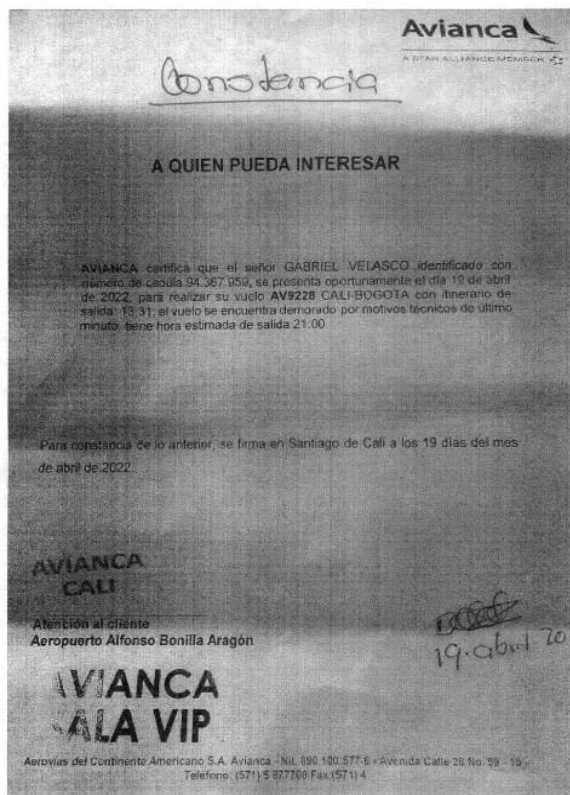 Avianca
A STAR ALLIANCE MEMBER
Constancia
A QUIEN PUEDA INTERESAR
AVIANCA certifica que el señor GABRIEL VELASCO identificado con
número de cedula 94.367.959, se presenta oportunamente el día 19 de abril
de 2022, para realizar su vuelo AV9228 CALI-BOGOTA con itinerario de
salida: 13:31; el vuelo se encuentra demorado por motivos técnicos de último
minuto, tiene hora estimada de salida 21:00
Para constancia de lo anterior, se firma en Santiago de Cali a los 19 días del mes
de abril de 2022.
AVIANCA
CALI
Atención al cliente
Aeropuerto Alfonso Bonilla Aragón
19. abril 20
AVIANCA
SALA VIP
Aerovías del Continente Americano S.A. Avianca - Nit. 890.100.577-6 - Avenida Calle 26 No. 59 - 15 -
Telefono: (571) 5 877700 Fax (571) 4